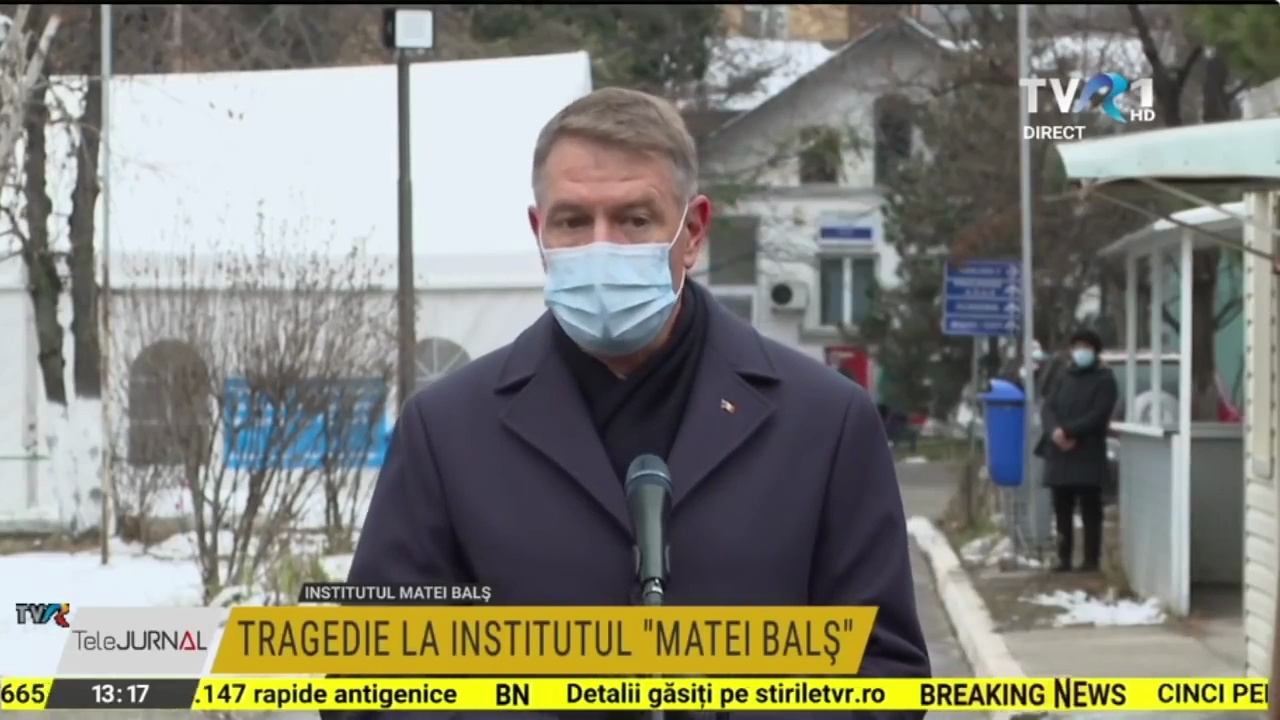 TVR1
HD
DIRECT
INSTITUTUL MATEI BALŞ
TVR
TeleJURNAL
TRAGEDIE LA INSTITUTUL "MATEI BALŞ"
665
13:17
.147 rapide antigenice BN Detalii găsiți pe stiriletvr.ro BREAKING NEWS CINCI PE